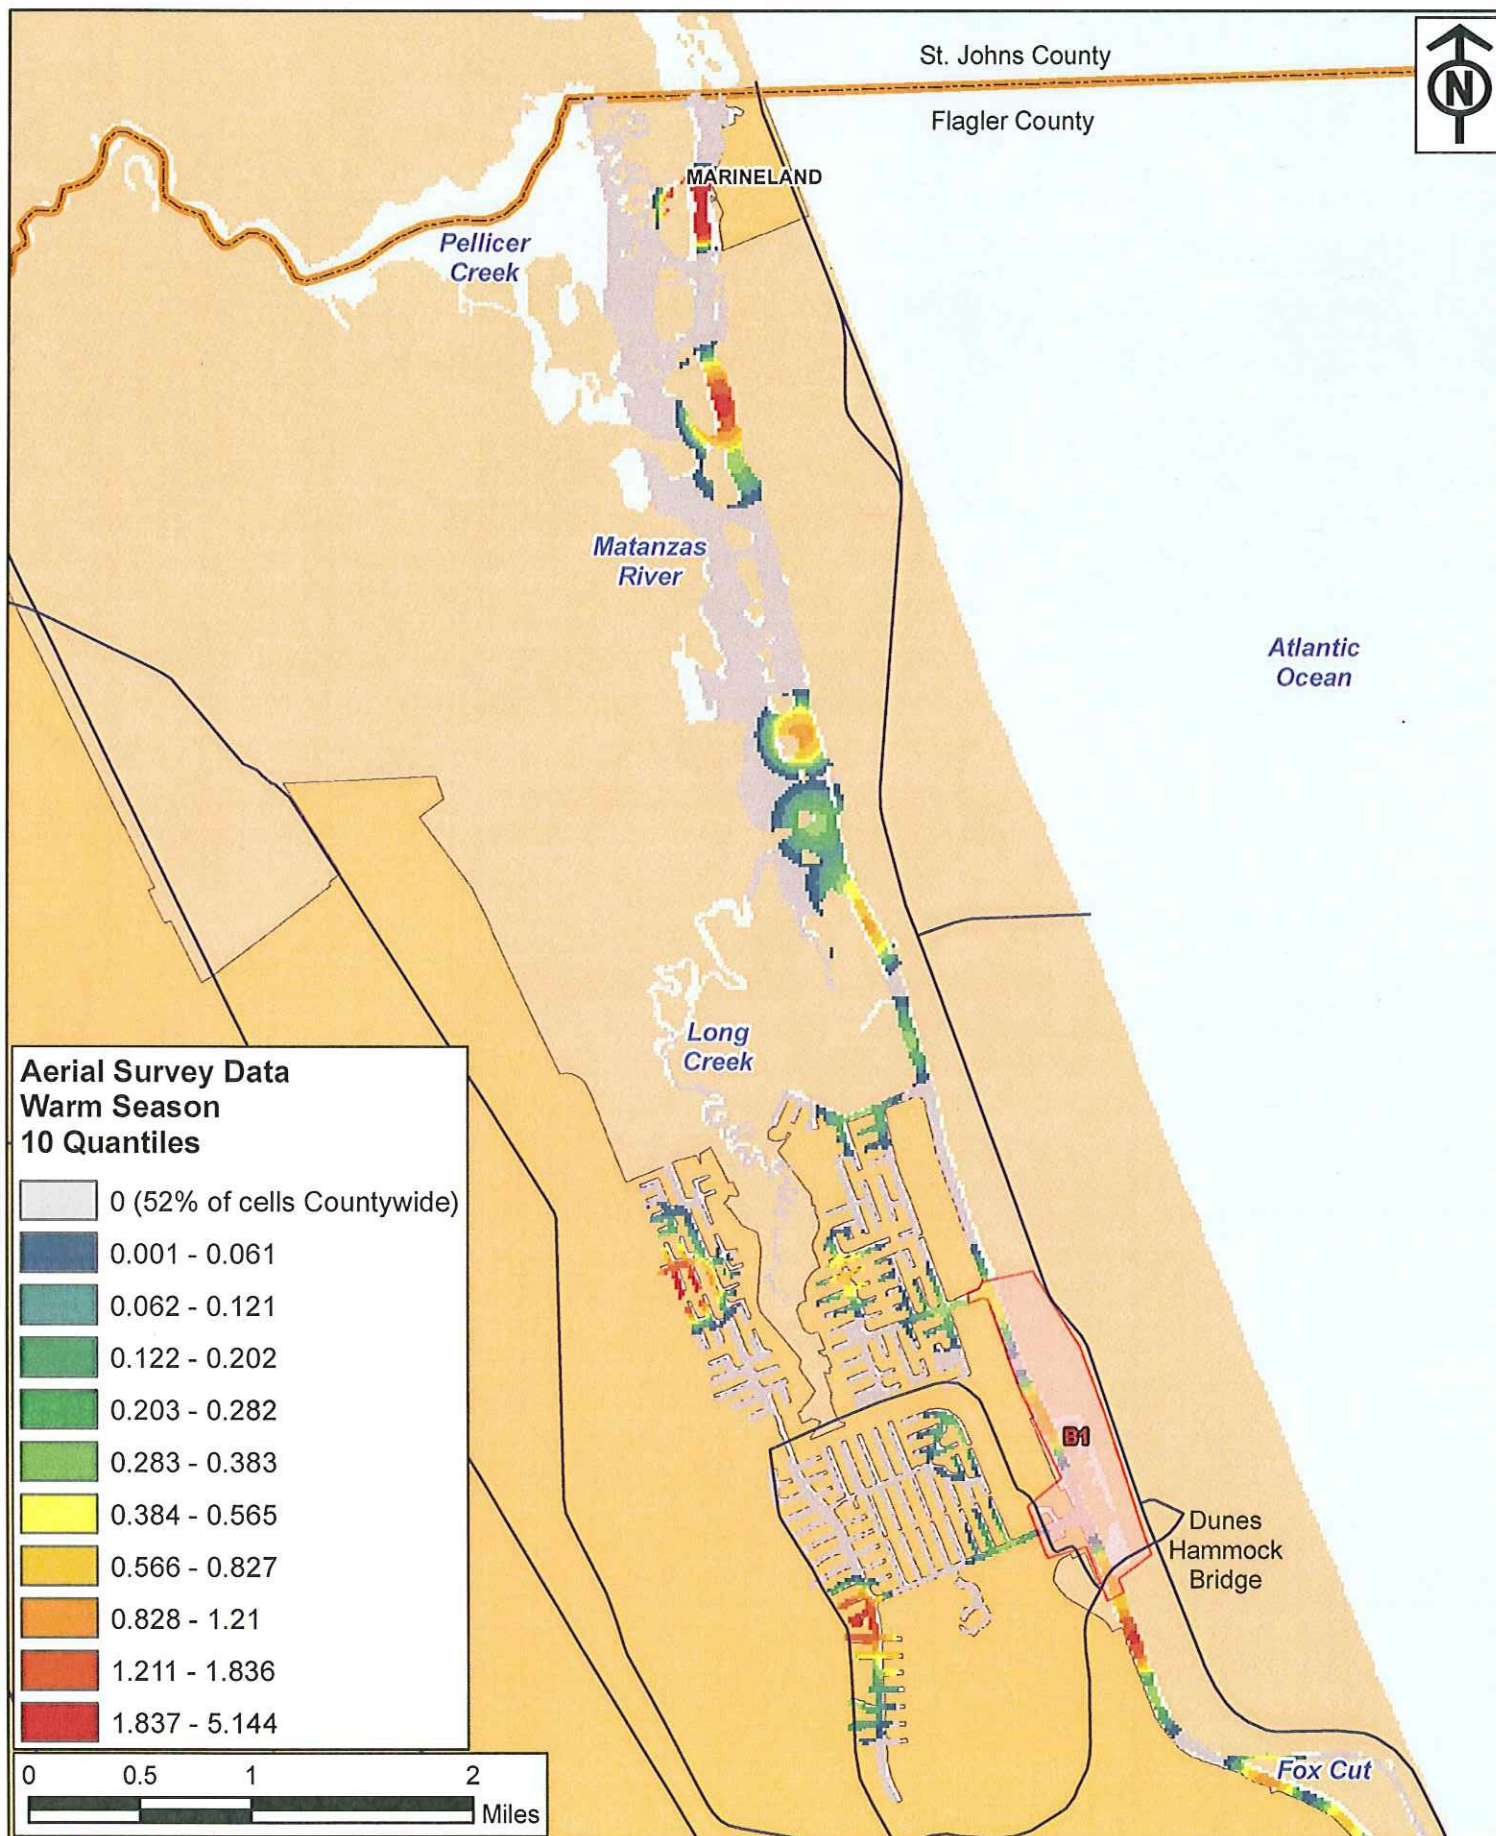 St. Johns County
N
Flagler County
MARINELAND
Pellicer
Creek
Matanzas
River
Atlantic
Ocean
Long
Creek
Aerial Survey Data
Warm Season
10 Quantiles
0 (52% of cells Countywide)
0.001 - 0.061
0.062 - 0.121
0.122 - 0.202
0.203 - 0.282
0.283 - 0.383
0.384 - 0.565
0.566 - 0.827
0.828 - 1.21
1.211 - 1.836
1.837 - 5.144
B1
Dunes
Hammock
Bridge
Fox Cut
0 0.5 1 2
Miles